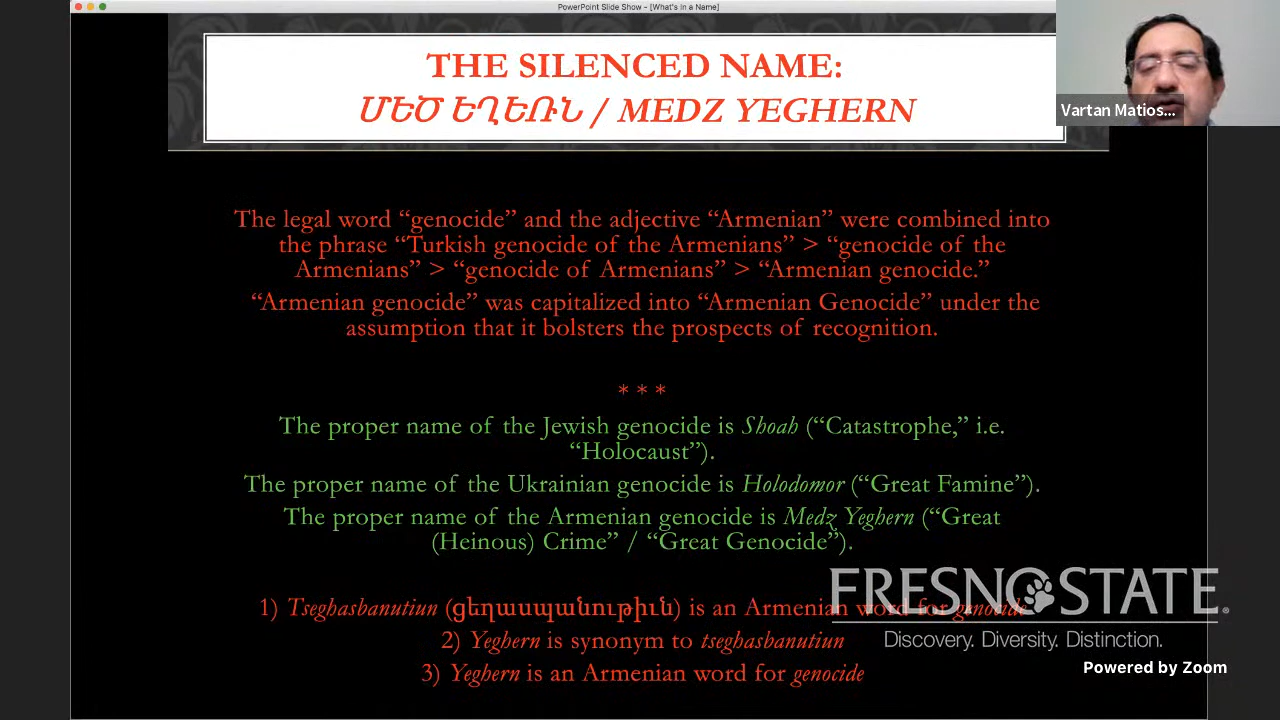 PowerPoint Slide Show - [What's in a Name]
THE SILENCED NAME:
ՄԵԾ ԵՂԵՌՆ / MEDZ YEGHERN
Vartan Matios...
The legal word “genocide” and the adjective “Armenian” were combined into
the phrase “Turkish genocide of the Armenians” > “genocide of the
Armenians” > “genocide of Armenians” > “Armenian genocide.”
“Armenian genocide” was capitalized into “Armenian Genocide” under the
assumption that it bolsters the prospects of recognition.
* * *
The proper name of the Jewish genocide is Shoah (“Catastrophe,” i.e.
“Holocaust”).
The proper name of the Ukrainian genocide is Holodomor (“Great Famine”).
The proper name of the Armenian genocide is Medz Yeghern (“Great
(Heinous) Crime” / “Great Genocide”).
1) Tseghasbanutiun (ցեղասպանութիւն) is an Armenian word for genocide
2) Yeghern is synonym to tseghasbanutiun
3) Yeghern is an Armenian word for genocide
FRESNO STATE®
Discovery. Diversity. Distinction.
Powered by Zoom